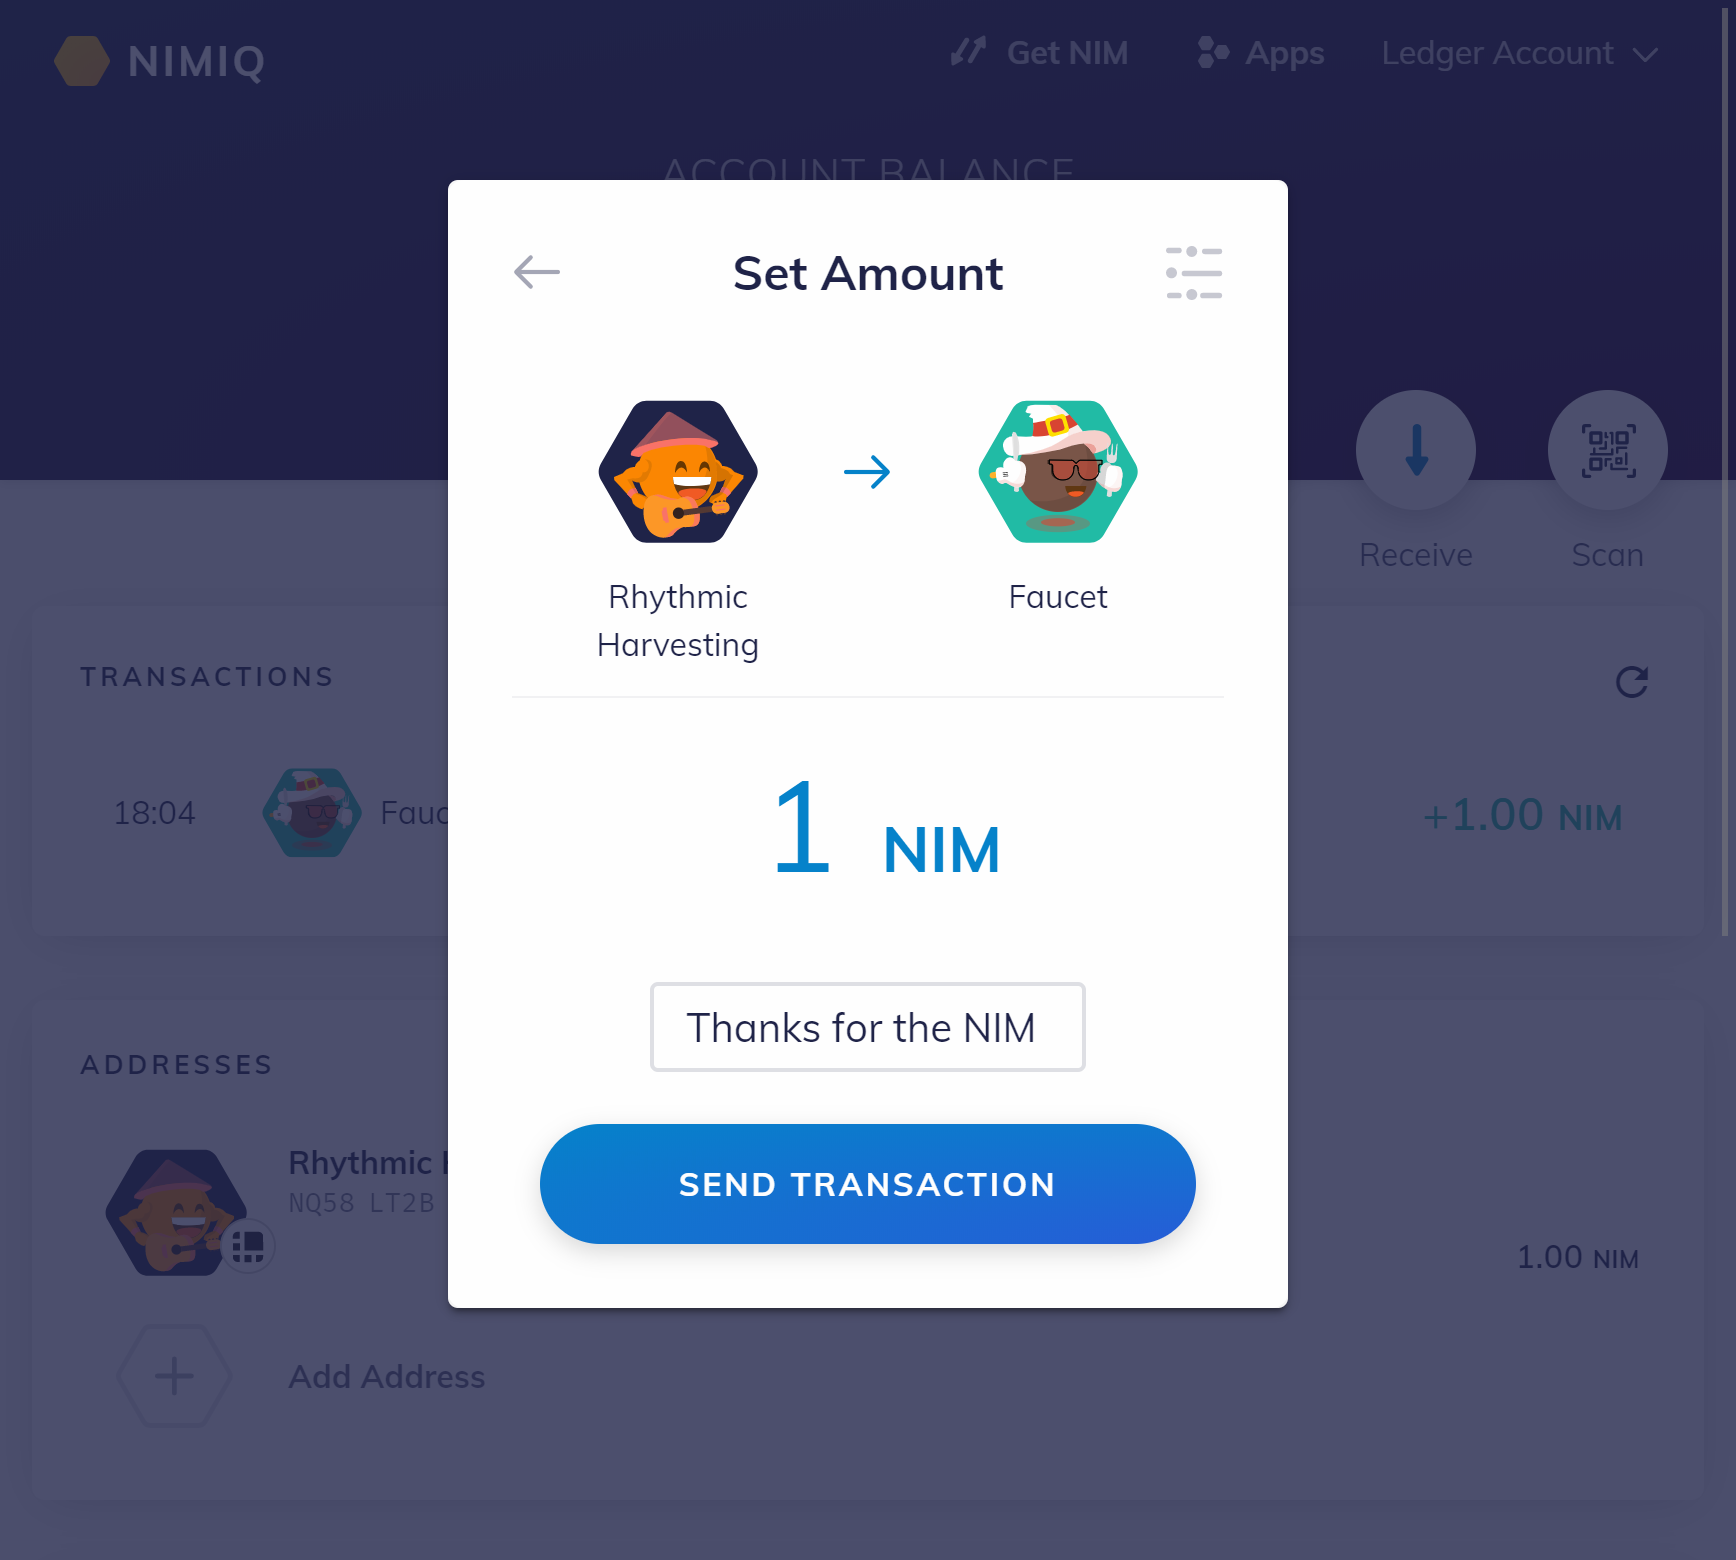 NIMIQ
Get NIM
Apps
Ledger Account
ACCOUNT BALANCE
Set Amount
Rhythmic
Harvesting
Faucet
Receive
Scan
TRANSACTIONS
18:04
Fauc
+1.00 NIM
1 NIM
Thanks for the NIM
SEND TRANSACTION
ADDRESSES
Rhythmic
NQ58 LT2B
1.00 NIM
Add Address